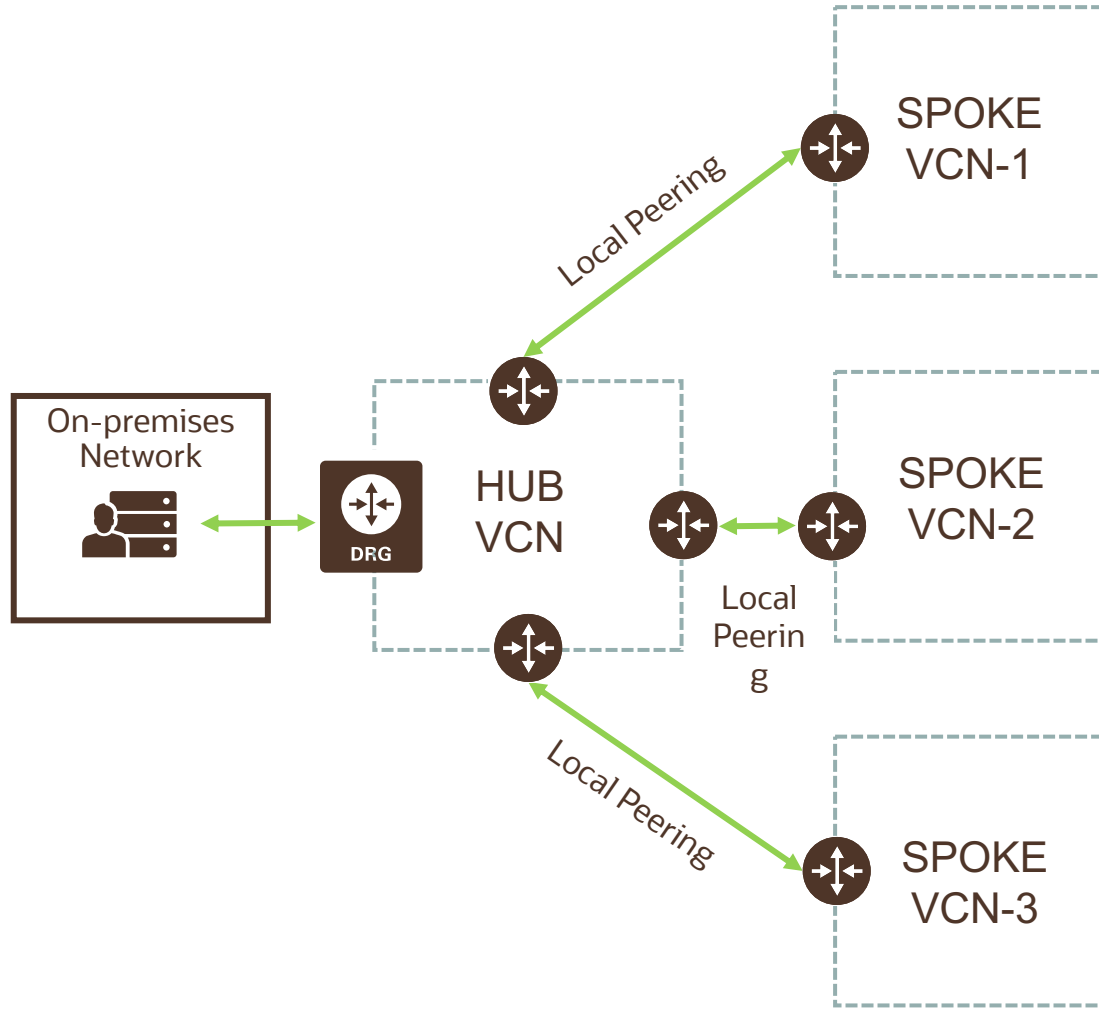 SPOKE
VCN-1
Local Peering
On-premises
Network
DRG
HUB
VCN
SPOKE
VCN-2
Local
Peerin
g
Local Peering
SPOKE
VCN-3